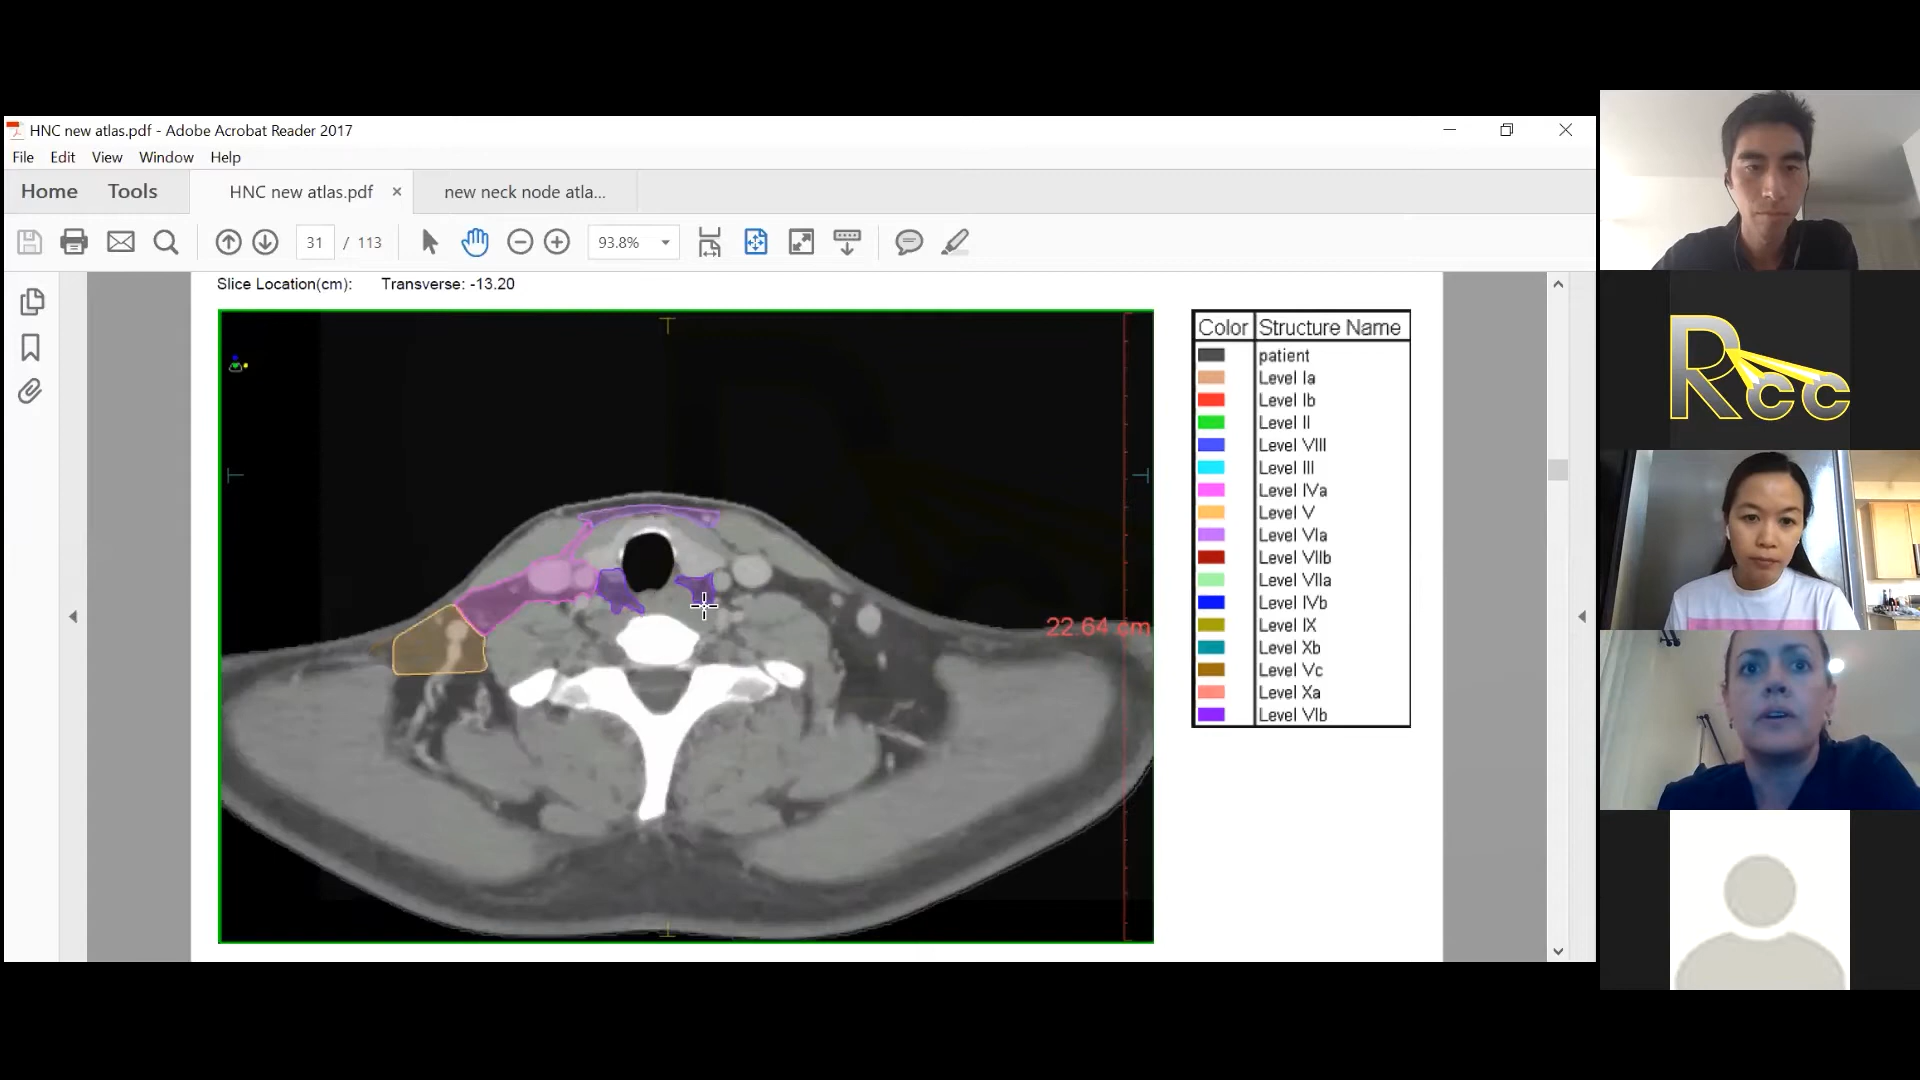 HNC new atlas.pdf - Adobe Acrobat Reader 2017
File Edit View Window Help
Home Tools HNC new atlas.pdf × new neck node atla...
31 / 113 93.8%
Slice Location(cm): Transverse: -13.20
22.64 cm
Color Structure Name
patient
Level Ia
Level Ib
Level II
Level VIII
Level III
Level IVa
Level V
Level VIa
Level VIIb
Level VIIa
Level IVb
Level IX
Level Xb
Level Vc
Level Xa
Level VIb
Rcc